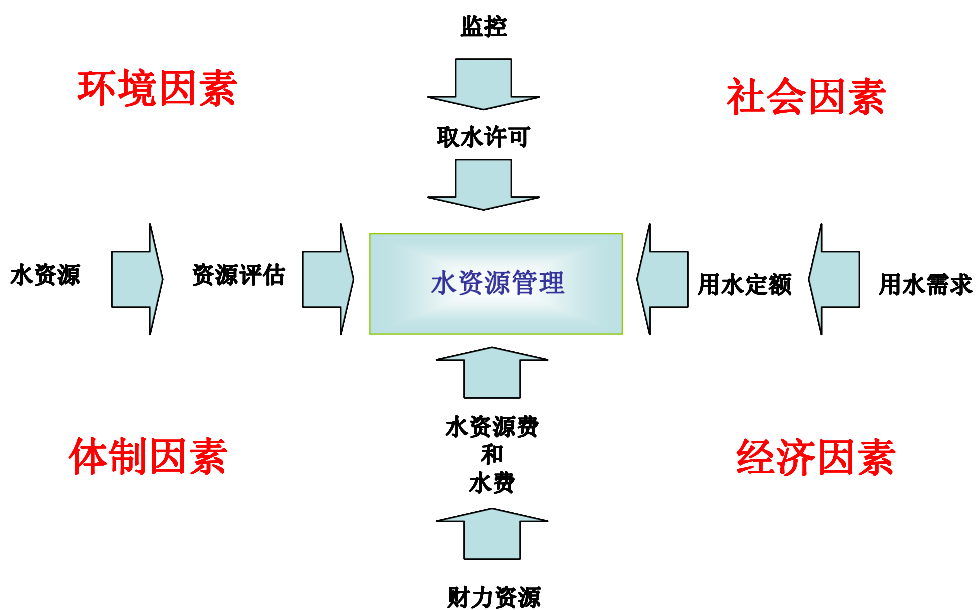 监控
环境因素
社会因素
取水许可
水资源
资源评估
水资源管理
用水定额
用水需求
水资源费
和
水费
体制因素
经济因素
财力资源